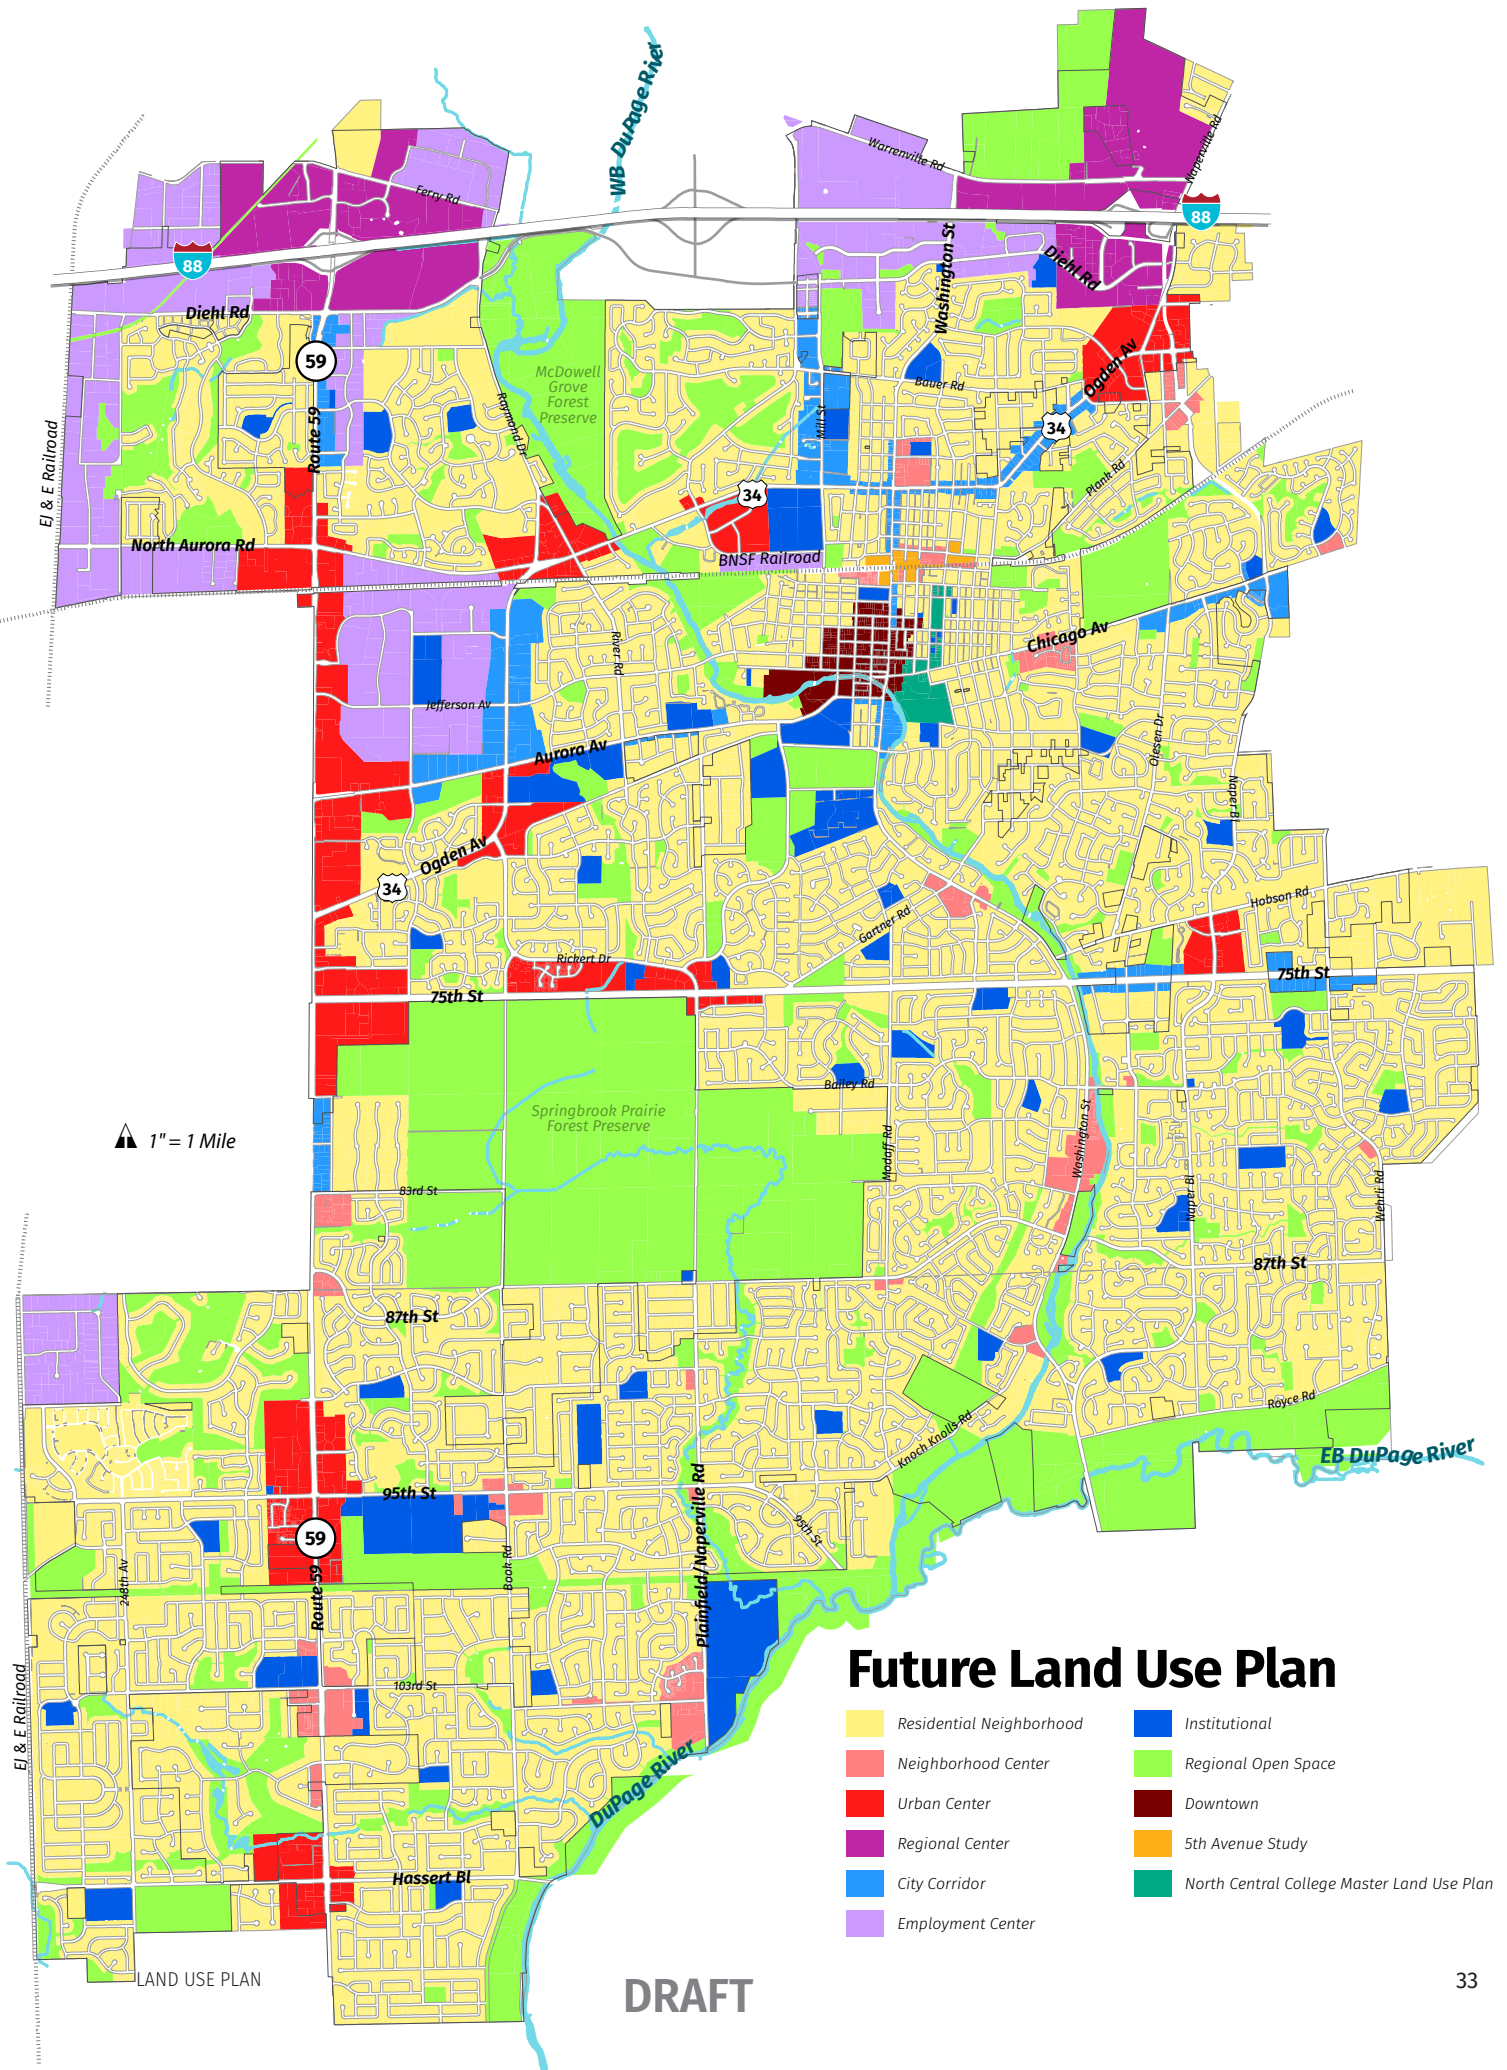 WB DuPage River
Naperville Rd
Warrenville Rd
Ferry Rd
88
88
Washington St
Diehl Rd
Diehl Rd
59
Ogden Av
McDowell
Grove
Forest
Preserve
Bauer Rd
Raymond Dr
Mill St
Route 59
34
EJ & E Railroad
Plank Rd
34
North Aurora Rd
BNSF Railroad
River Rd
Chicago Av
Jefferson Av
Aurora Av
Olesen Dr
Naper Bl
Ogden Av
34
Hobson Rd
Gartner Rd
Rickert Dr
75th St
75th St
Bailey Rd
Springbrook Prairie
Forest Preserve
1" = 1 Mile
Modaff Rd
Washington St
83rd St
Naper Bl
Wehrli Rd
87th St
87th St
Royce Rd
Knoch Knolls Rd
EB DuPage River
95th St
95th St
Plainfield/Naperville Rd
59
Book Rd
248th Av
Route 59
EJ & E Railroad
103rd St
DuPage River
Hassert Bl
Future Land Use Plan
Residential Neighborhood
Neighborhood Center
Urban Center
Regional Center
City Corridor
Employment Center
Institutional
Regional Open Space
Downtown
5th Avenue Study
North Central College Master Land Use Plan
LAND USE PLAN
DRAFT
33